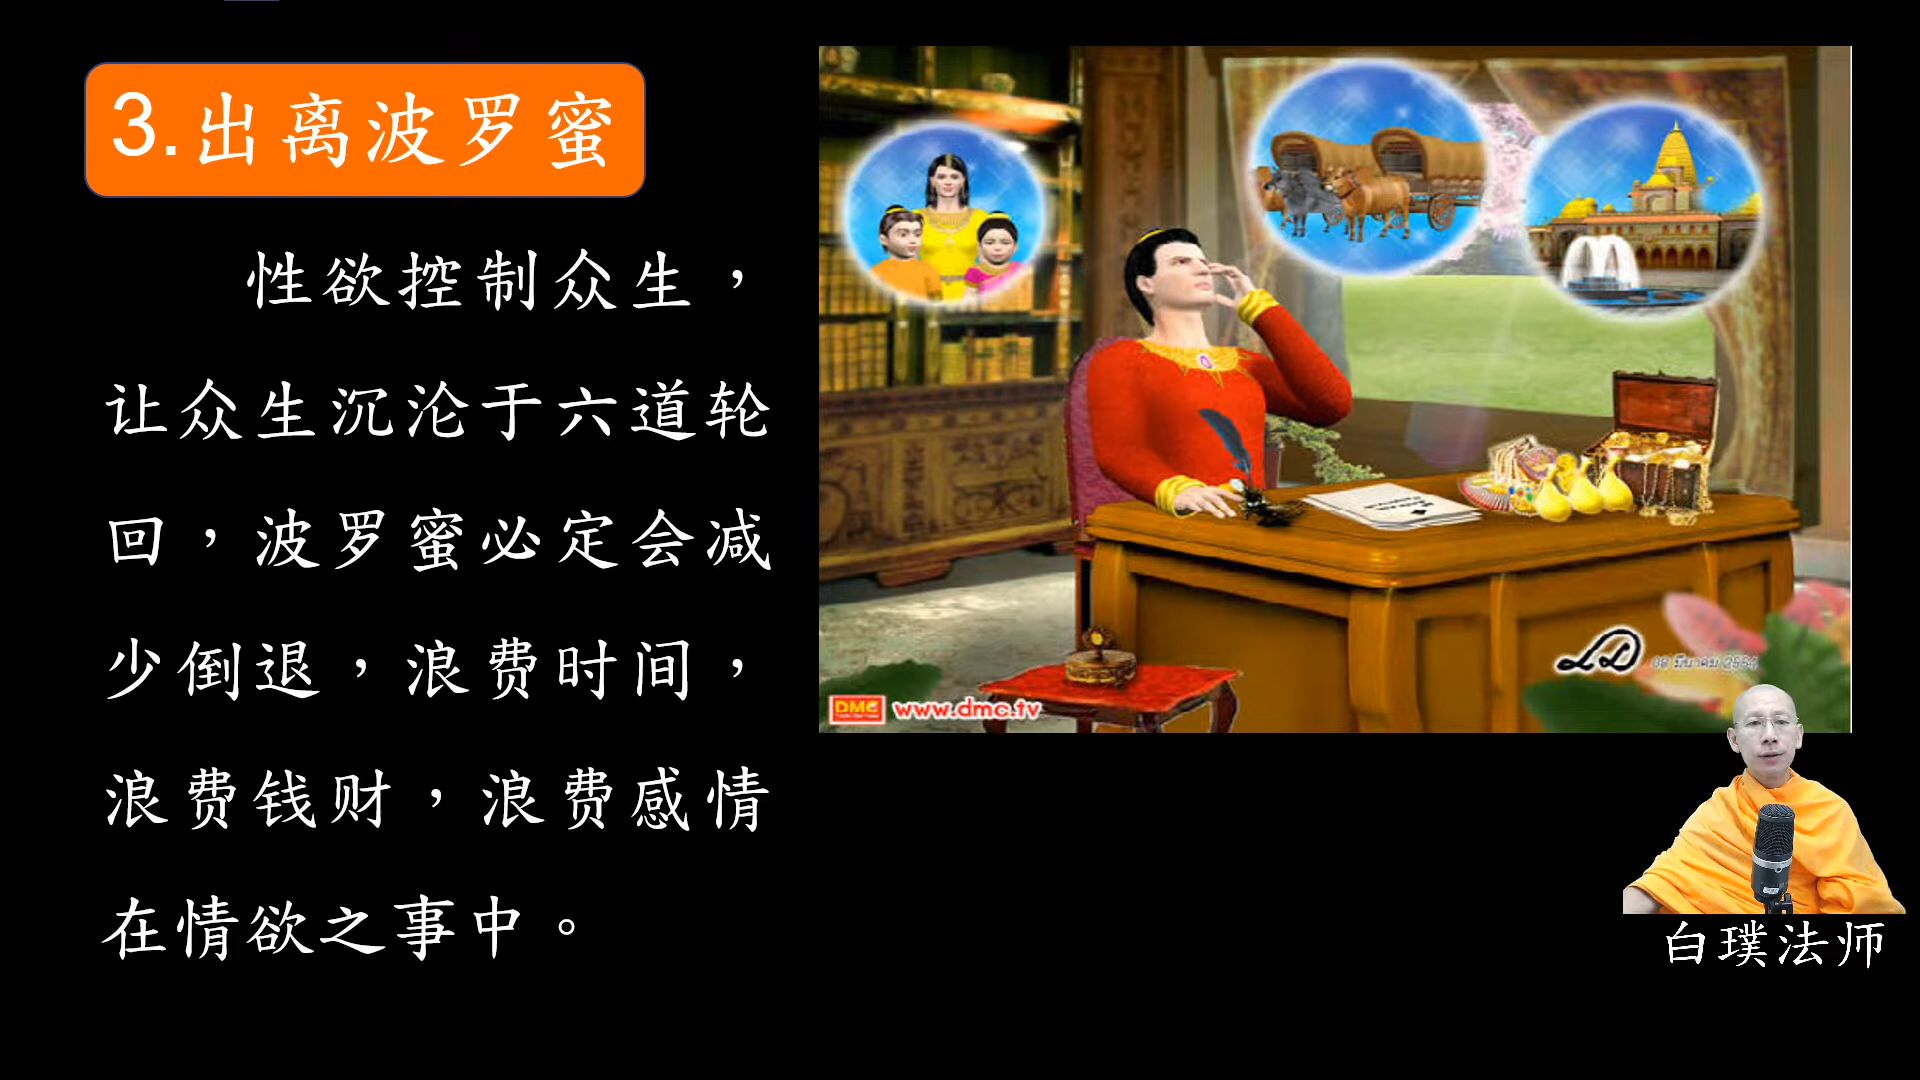 3.出离波罗蜜
性欲控制众生，
让众生沉沦于六道轮
回，波罗蜜必定会减
少倒退，浪费时间，
浪费钱财，浪费感情
在情欲之事中。
DMC www.dmc.tv
白璞法师